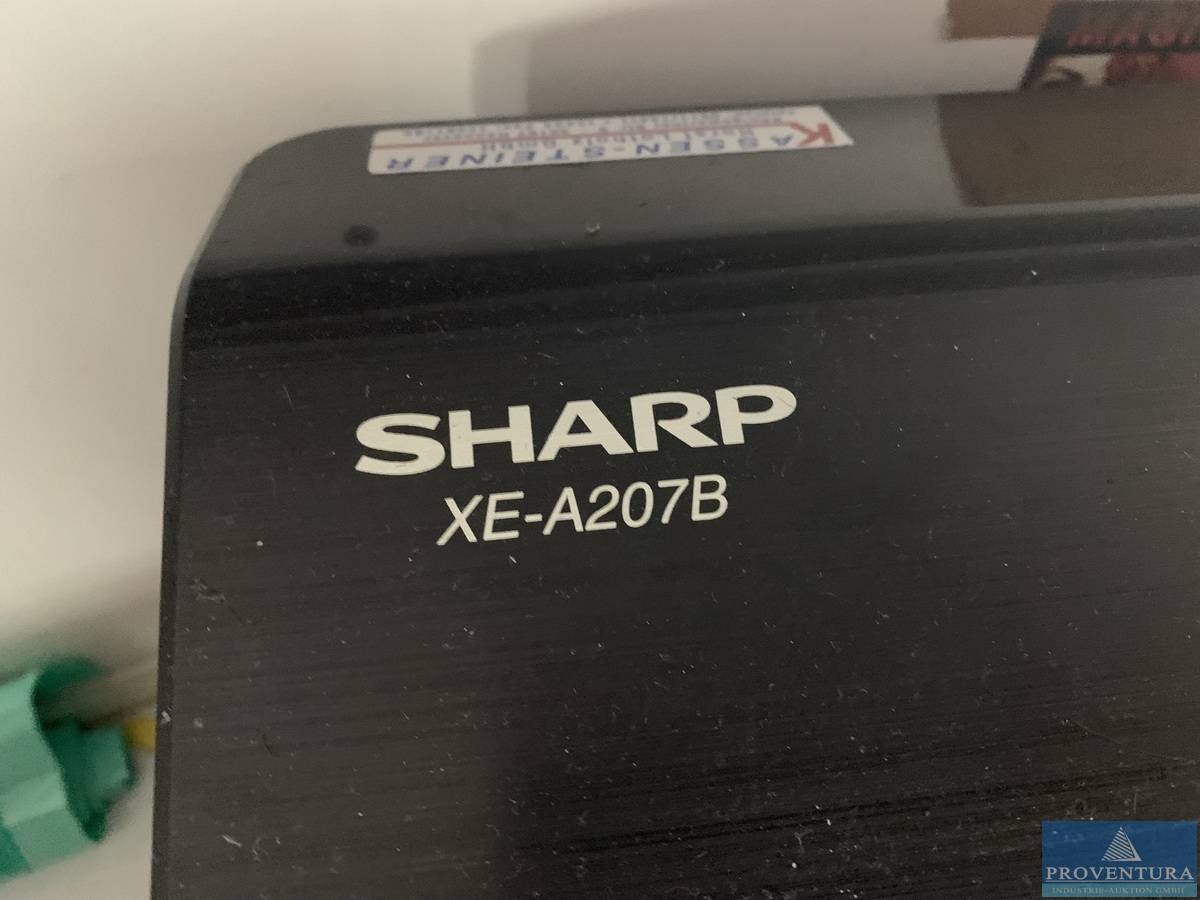 KASSEN-STEINER
SHARP
XE-A207B
PROVENTURA
INDUSTRIE-AUKTION GMBH